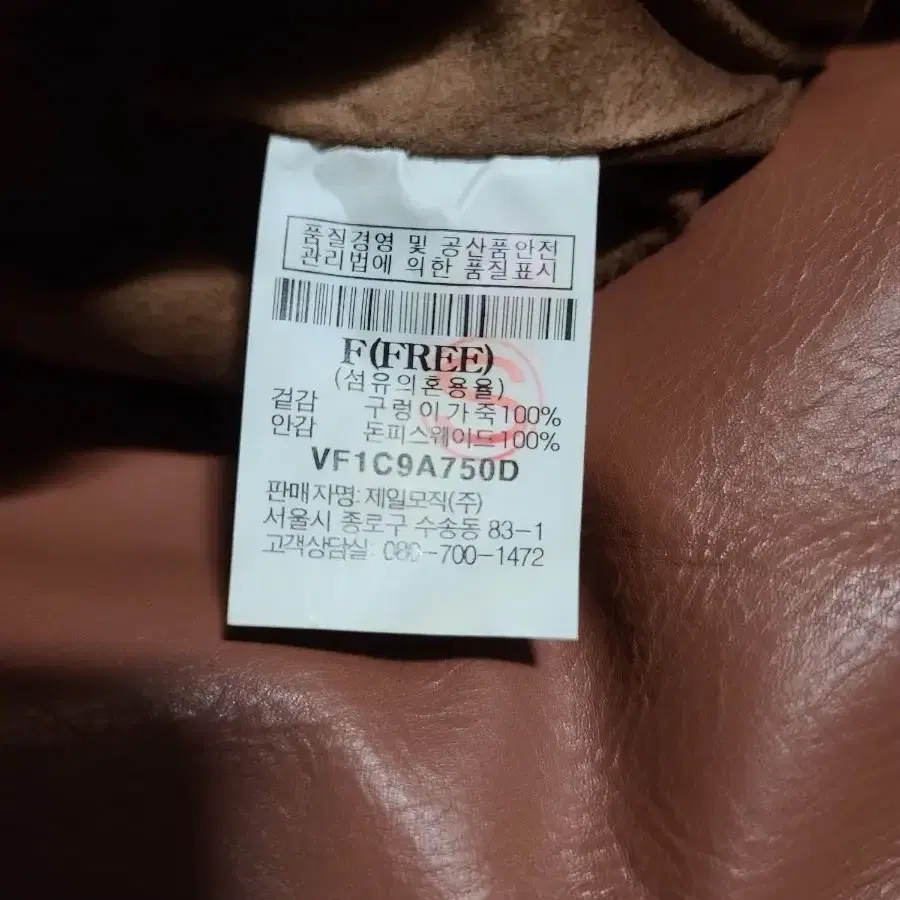 품질경영 및 공산품안전
관리법에 의한 품질표시
F(FREE)
(섬유의혼용율)
겉감 구렁이가죽100%
안감 돈피스웨이드100%
VF1C9A750D
판매자명: 제일모직(주)
서울시 종로구 수송동 83-1
고객상담실: 080-700-1472